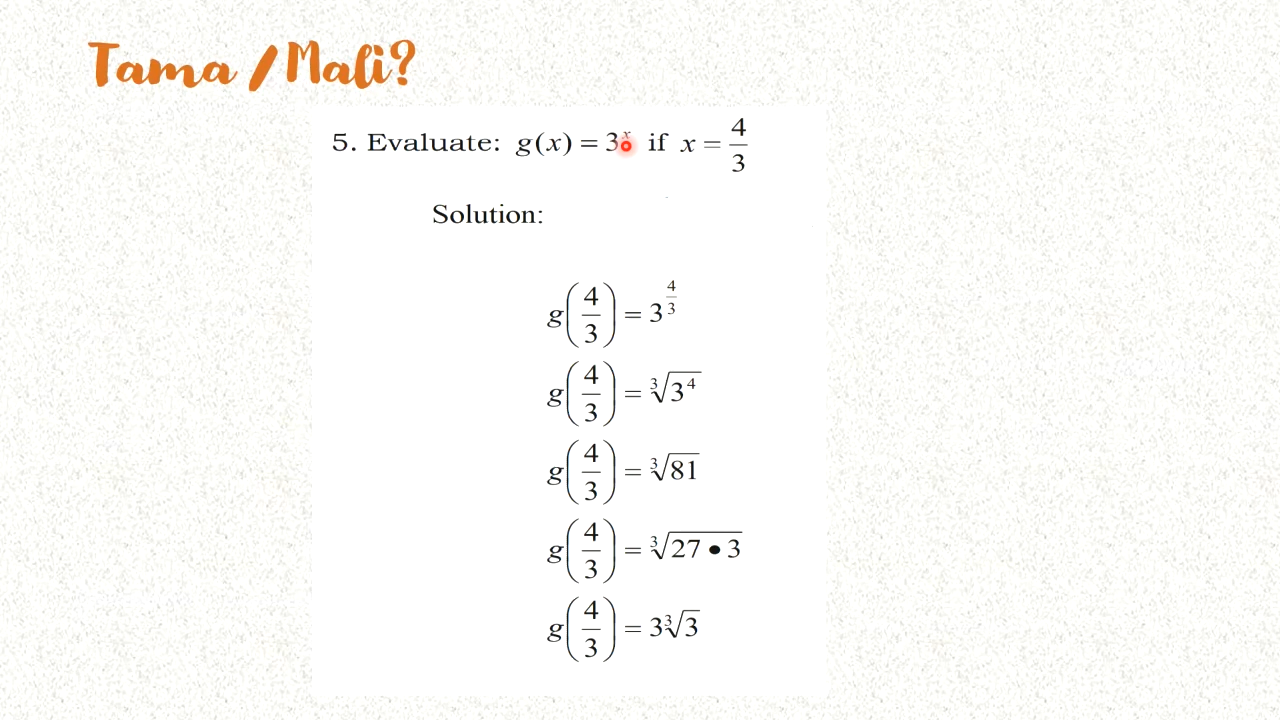 Tama / Mali?
5. Evaluate: g(x) = 3^x if x = 4/3
Solution:
g(4/3) = 3^(4/3)
g(4/3) = ∛(3^4)
g(4/3) = ∛81
g(4/3) = ∛(27 • 3)
g(4/3) = 3∛3